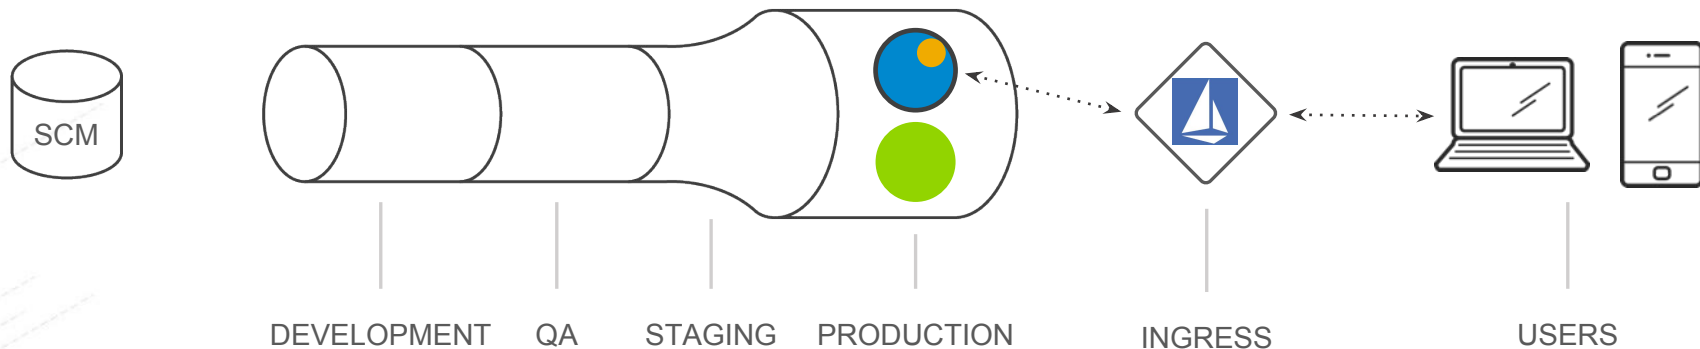 SCM
DEVELOPMENT
QA
STAGING
PRODUCTION
INGRESS
USERS